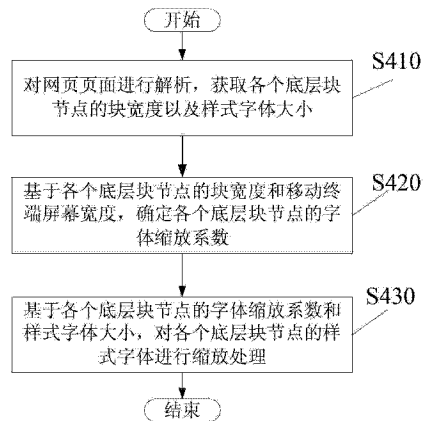 开始
对网页页面进行解析，获取各个底层块
节点的块宽度以及样式字体大小
S410
基于各个底层块节点的块宽度和移动终
端屏幕宽度，确定各个底层块节点的字
体缩放系数
S420
基于各个底层块节点的字体缩放系数和
样式字体大小，对各个底层块节点的样
式字体进行缩放处理
S430
结束